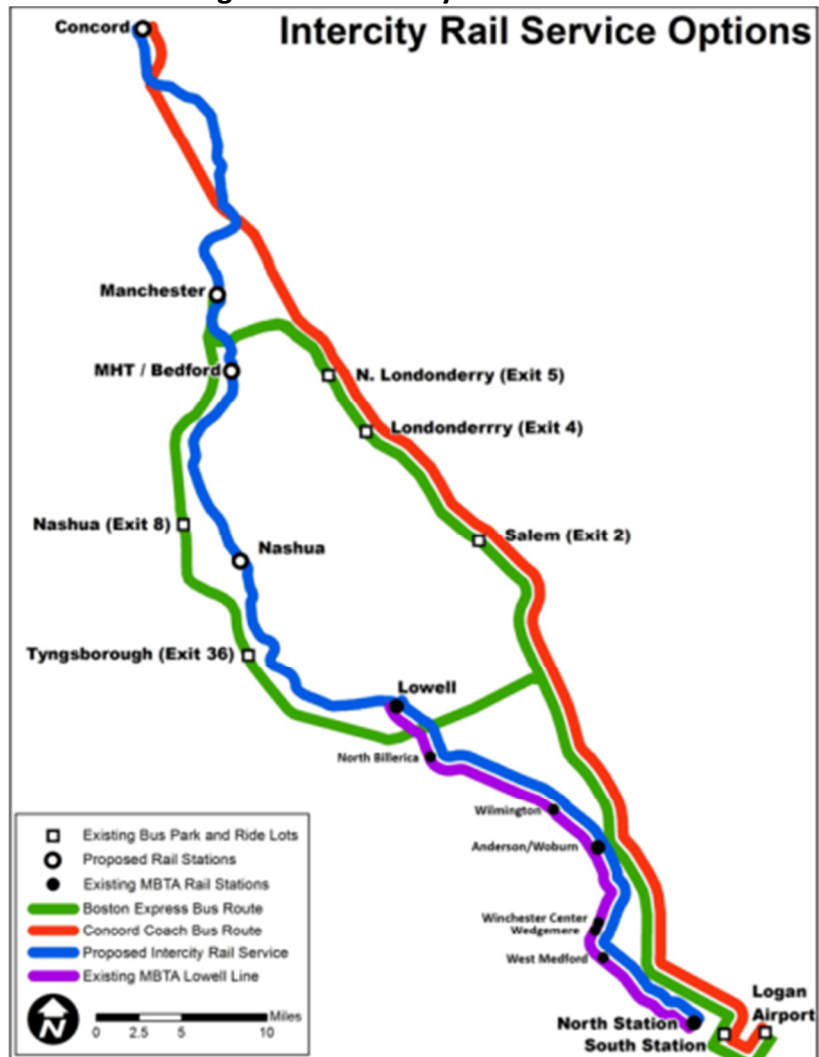 Intercity Rail Service Options
Concord
Manchester
MHT / Bedford
N. Londonderry (Exit 5)
Londonderrry (Exit 4)
Nashua (Exit 8)
Salem (Exit 2)
Nashua
Tyngsborough (Exit 36)
Lowell
North Billerica
Wilmington
Anderson/Woburn
Winchester Center
Wedgemere
West Medford
Logan
Airport
North Station
South Station
Existing Bus Park and Ride Lots
Proposed Rail Stations
Existing MBTA Rail Stations
Boston Express Bus Route
Concord Coach Bus Route
Proposed Intercity Rail Service
Existing MBTA Lowell Line
N
Miles
0 2.5 5 10